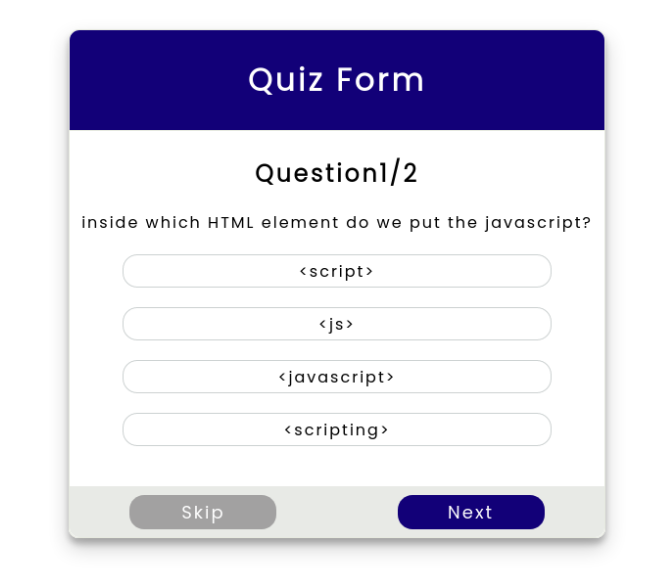 Quiz Form
Question1/2
inside which HTML element do we put the javascript?
<script>
<js>
<javascript>
<scripting>
Skip
Next